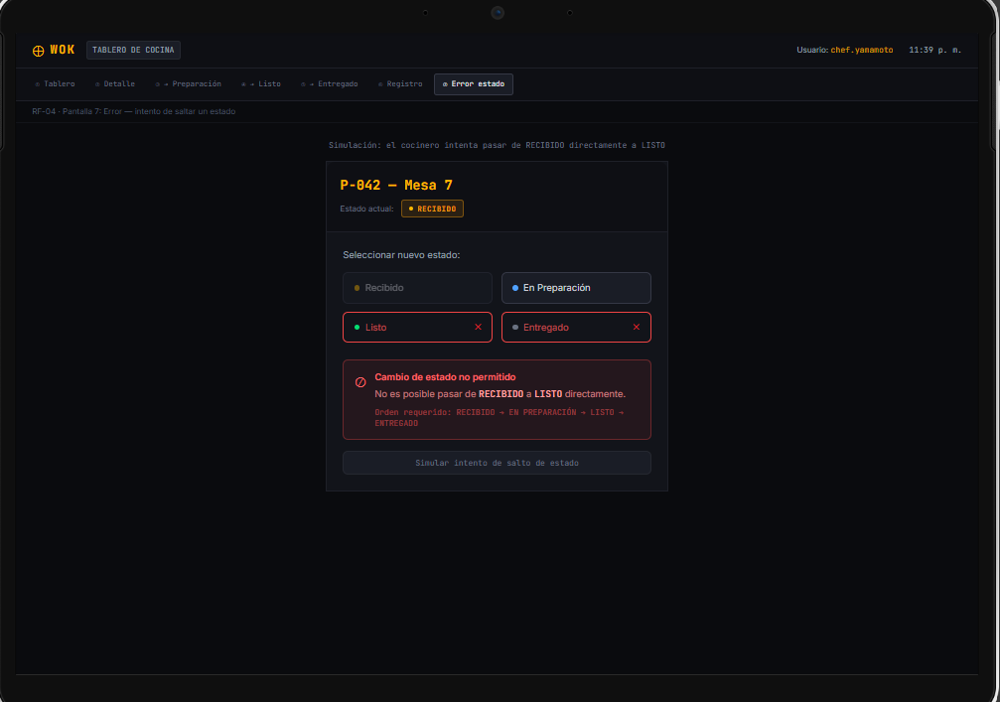 WOK TABLERO DE COCINA Usuario: chef.yamamoto 11:39 p. m.
Tablero Detalle → Preparación → Listo → Entregado Registro Error estado
RF-04 · Pantalla 7: Error — intento de saltar un estado
Simulación: el cocinero intenta pasar de RECIBIDO directamente a LISTO
P-042 — Mesa 7
Estado actual: RECIBIDO
Seleccionar nuevo estado:
Recibido En Preparación
Listo ✕ Entregado ✕
Cambio de estado no permitido
No es posible pasar de RECIBIDO a LISTO directamente.
Orden requerido: RECIBIDO → EN PREPARACIÓN → LISTO →
ENTREGADO
Simular intento de salto de estado